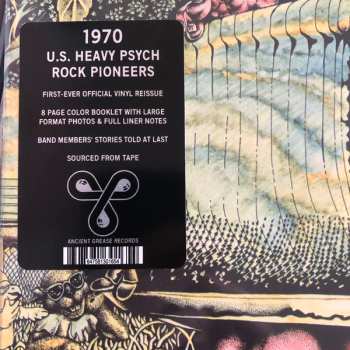 1970
U.S. HEAVY PSYCH
ROCK PIONEERS
FIRST-EVER OFFICIAL VINYL REISSUE
8 PAGE COLOR BOOKLET WITH LARGE
FORMAT PHOTOS & FULL LINER NOTES
BAND MEMBERS' STORIES TOLD AT LAST
SOURCED FROM TAPE
ANCIENT GREASE RECORDS